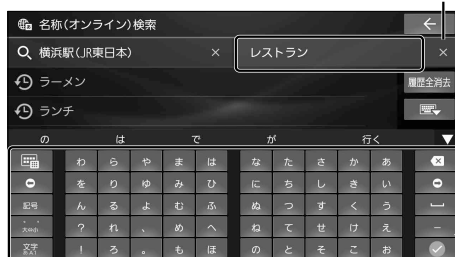 名称(オンライン)検索
横浜駅(JR東日本) × レストラン ×
ラーメン 履歴全消去
ランチ
の は で が 行く ▼
わ ら や ま は な た さ か あ
を り ゆ み ひ に ち し き い
記号 ん る よ む ふ ぬ つ す く う
大⇔小 ? れ 、 め へ ね て せ け え ー
文字 ! ろ 。 も ほ の と そ こ お